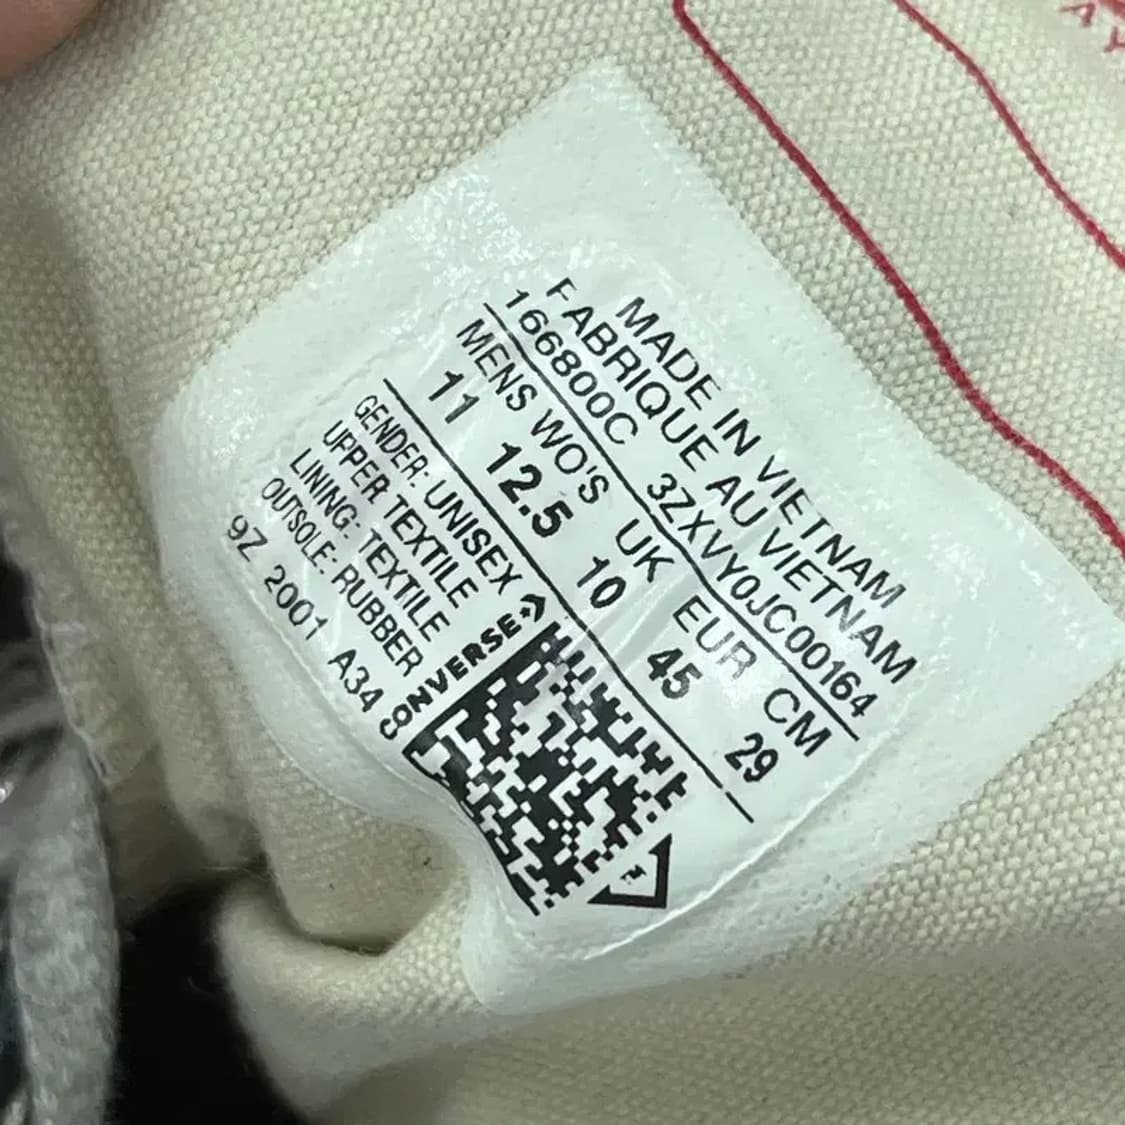 MADE IN VIETNAM
FABRIQUE AU VIETNAM
166800C 3ZXVY0JC00164
MENS WO'S UK EUR CM
11 12.5 10 45 29
GENDER: UNISEX
UPPER TEXTILE
LINING: TEXTILE
OUTSOLE: RUBBER
9Z 2001 A34 8
CONVERSE